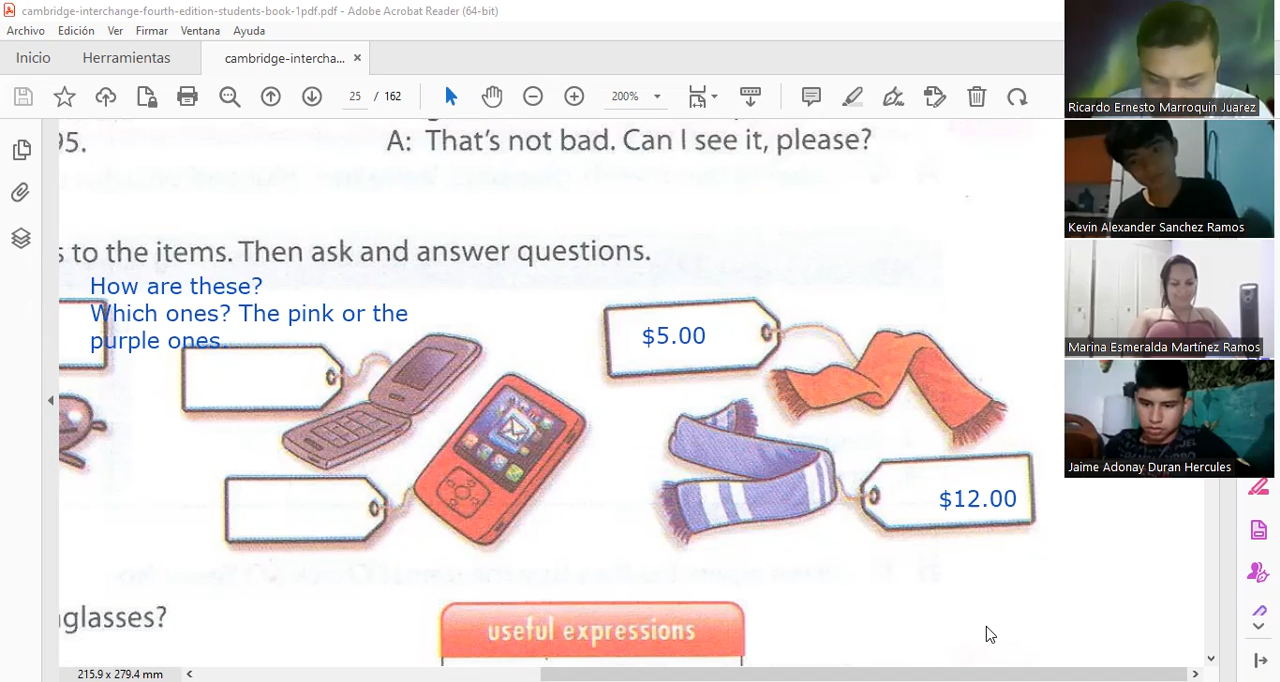 cambridge-interchange-fourth-edition-students-book-1pdf.pdf - Adobe Acrobat Reader (64-bit)
Archivo Edición Ver Firmar Ventana Ayuda
Inicio Herramientas cambridge-intercha... ×
25 / 162 200%
95.
A: That's not bad. Can I see it, please?
s to the items. Then ask and answer questions.
How are these?
Which ones? The pink or the
purple ones.
$5.00
$12.00
glasses?
useful expressions
215.9 x 279.4 mm
Ricardo Ernesto Marroquin Juarez
Kevin Alexander Sanchez Ramos
Marina Esmeralda Martínez Ramos
Jaime Adonay Duran Hercules